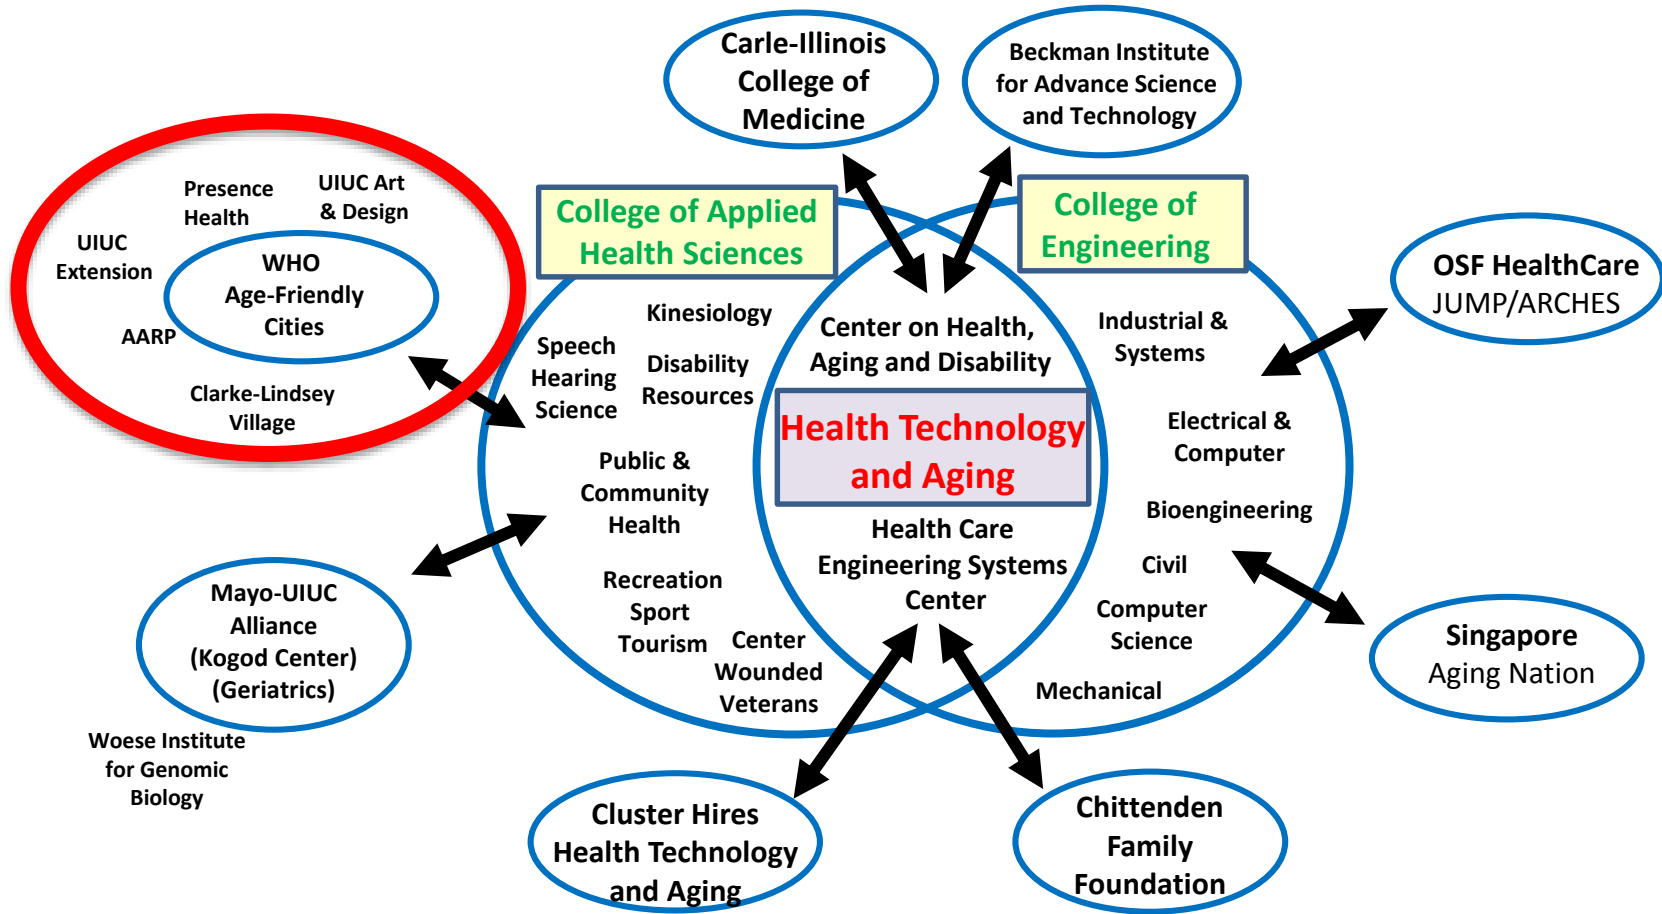 Carle-Illinois
College of
Medicine
Beckman Institute
for Advance Science
and Technology
Presence
Health
UIUC Art
& Design
UIUC
Extension
WHO
Age-Friendly
Cities
AARP
Clarke-Lindsey
Village
College of Applied
Health Sciences
College of
Engineering
OSF HealthCare
JUMP/ARCHES
Kinesiology
Speech
Hearing
Science
Disability
Resources
Center on Health,
Aging and Disability
Industrial &
Systems
Health Technology
and Aging
Electrical &
Computer
Public &
Community
Health
Bioengineering
Health Care
Engineering Systems
Center
Civil
Computer
Science
Recreation
Sport
Tourism
Center
Wounded
Veterans
Mechanical
Mayo-UIUC
Alliance
(Kogod Center)
(Geriatrics)
Singapore
Aging Nation
Woese Institute
for Genomic
Biology
Cluster Hires
Health Technology
and Aging
Chittenden
Family
Foundation